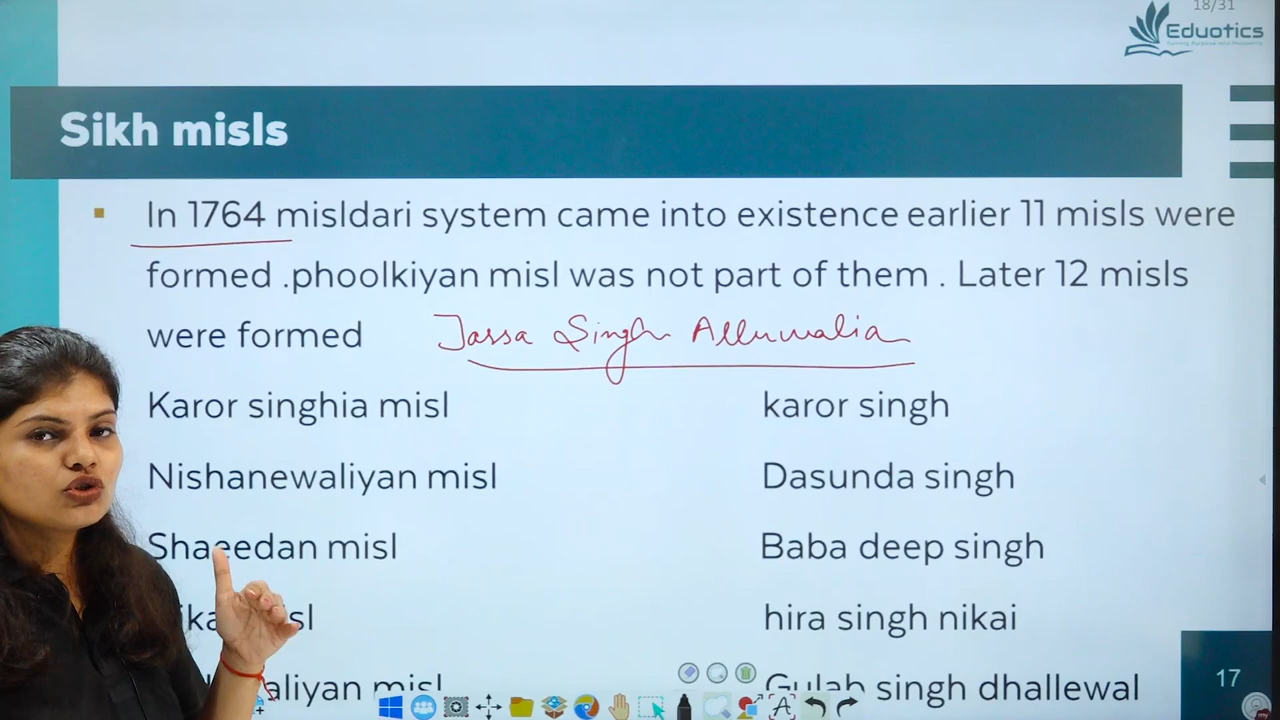 18/31
Eduotics
Sikh misls
In 1764 misldari system came into existence earlier 11 misls were
formed .phoolkiyan misl was not part of them . Later 12 misls
were formed Jassa Singh Alluwalia
Karor singhia misl karor singh
Nishanewaliyan misl Dasunda singh
Shaeedan misl Baba deep singh
hira singh nikai
misl Gulab singh dhallewal
17